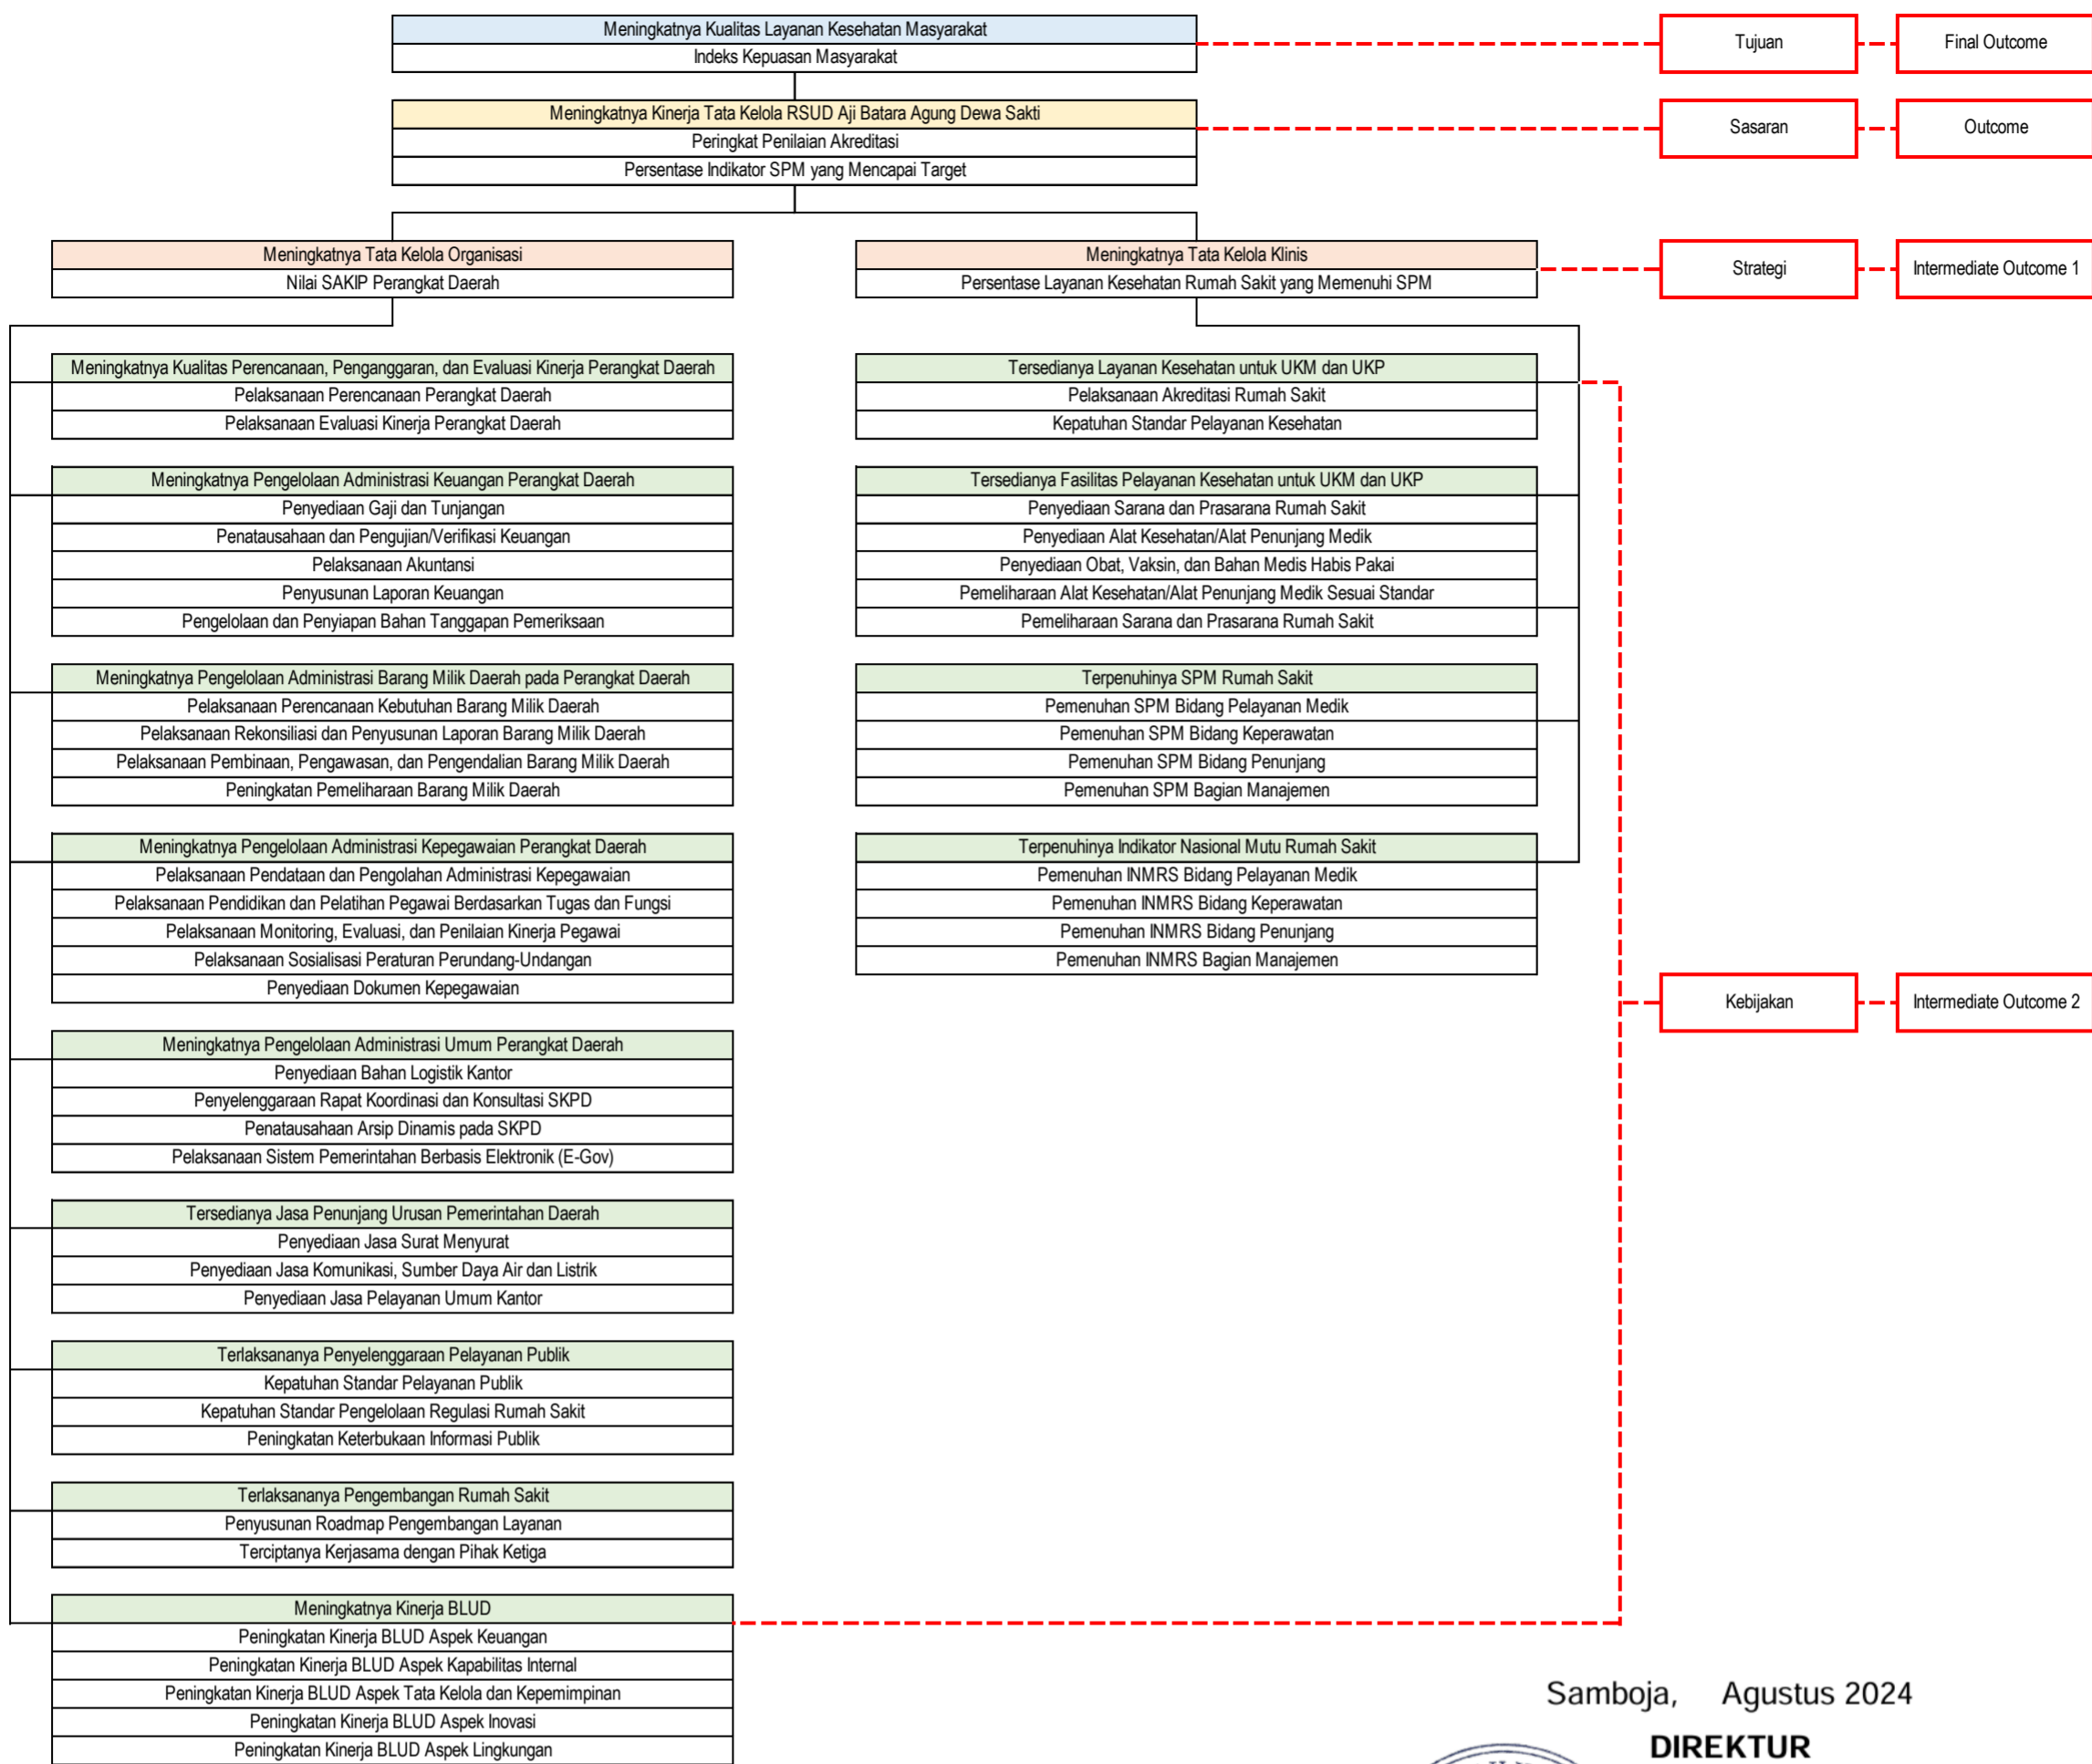 Meningkatnya Kualitas Layanan Kesehatan Masyarakat
Indeks Kepuasan Masyarakat
Tujuan
Final Outcome
Meningkatnya Kinerja Tata Kelola RSUD Aji Batara Agung Dewa Sakti
Peringkat Penilaian Akreditasi
Persentase Indikator SPM yang Mencapai Target
Sasaran
Outcome
Meningkatnya Tata Kelola Organisasi
Nilai SAKIP Perangkat Daerah
Meningkatnya Tata Kelola Klinis
Persentase Layanan Kesehatan Rumah Sakit yang Memenuhi SPM
Strategi
Intermediate Outcome 1
Meningkatnya Kualitas Perencanaan, Penganggaran, dan Evaluasi Kinerja Perangkat Daerah
Pelaksanaan Perencanaan Perangkat Daerah
Pelaksanaan Evaluasi Kinerja Perangkat Daerah
Meningkatnya Pengelolaan Administrasi Keuangan Perangkat Daerah
Penyediaan Gaji dan Tunjangan
Penatausahaan dan Pengujian/Verifikasi Keuangan
Pelaksanaan Akuntansi
Penyusunan Laporan Keuangan
Pengelolaan dan Penyiapan Bahan Tanggapan Pemeriksaan
Meningkatnya Pengelolaan Administrasi Barang Milik Daerah pada Perangkat Daerah
Pelaksanaan Perencanaan Kebutuhan Barang Milik Daerah
Pelaksanaan Rekonsiliasi dan Penyusunan Laporan Barang Milik Daerah
Pelaksanaan Pembinaan, Pengawasan, dan Pengendalian Barang Milik Daerah
Peningkatan Pemeliharaan Barang Milik Daerah
Meningkatnya Pengelolaan Administrasi Kepegawaian Perangkat Daerah
Pelaksanaan Pendataan dan Pengolahan Administrasi Kepegawaian
Pelaksanaan Pendidikan dan Pelatihan Pegawai Berdasarkan Tugas dan Fungsi
Pelaksanaan Monitoring, Evaluasi, dan Penilaian Kinerja Pegawai
Pelaksanaan Sosialisasi Peraturan Perundang-Undangan
Penyediaan Dokumen Kepegawaian
Meningkatnya Pengelolaan Administrasi Umum Perangkat Daerah
Penyediaan Bahan Logistik Kantor
Penyelenggaraan Rapat Koordinasi dan Konsultasi SKPD
Penatausahaan Arsip Dinamis pada SKPD
Pelaksanaan Sistem Pemerintahan Berbasis Elektronik (E-Gov)
Tersedianya Jasa Penunjang Urusan Pemerintahan Daerah
Penyediaan Jasa Surat Menyurat
Penyediaan Jasa Komunikasi, Sumber Daya Air dan Listrik
Penyediaan Jasa Pelayanan Umum Kantor
Terlaksananya Penyelenggaraan Pelayanan Publik
Kepatuhan Standar Pelayanan Publik
Kepatuhan Standar Pengelolaan Regulasi Rumah Sakit
Peningkatan Keterbukaan Informasi Publik
Terlaksananya Pengembangan Rumah Sakit
Penyusunan Roadmap Pengembangan Layanan
Terciptanya Kerjasama dengan Pihak Ketiga
Meningkatnya Kinerja BLUD
Peningkatan Kinerja BLUD Aspek Keuangan
Peningkatan Kinerja BLUD Aspek Kapabilitas Internal
Peningkatan Kinerja BLUD Aspek Tata Kelola dan Kepemimpinan
Peningkatan Kinerja BLUD Aspek Inovasi
Peningkatan Kinerja BLUD Aspek Lingkungan
Tersedianya Layanan Kesehatan untuk UKM dan UKP
Pelaksanaan Akreditasi Rumah Sakit
Kepatuhan Standar Pelayanan Kesehatan
Tersedianya Fasilitas Pelayanan Kesehatan untuk UKM dan UKP
Penyediaan Sarana dan Prasarana Rumah Sakit
Penyediaan Alat Kesehatan/Alat Penunjang Medik
Penyediaan Obat, Vaksin, dan Bahan Medis Habis Pakai
Pemeliharaan Alat Kesehatan/Alat Penunjang Medik Sesuai Standar
Pemeliharaan Sarana dan Prasarana Rumah Sakit
Terpenuhinya SPM Rumah Sakit
Pemenuhan SPM Bidang Pelayanan Medik
Pemenuhan SPM Bidang Keperawatan
Pemenuhan SPM Bidang Penunjang
Pemenuhan SPM Bagian Manajemen
Terpenuhinya Indikator Nasional Mutu Rumah Sakit
Pemenuhan INMRS Bidang Pelayanan Medik
Pemenuhan INMRS Bidang Keperawatan
Pemenuhan INMRS Bidang Penunjang
Pemenuhan INMRS Bagian Manajemen
Kebijakan
Intermediate Outcome 2
Samboja, Agustus 2024
DIREKTUR